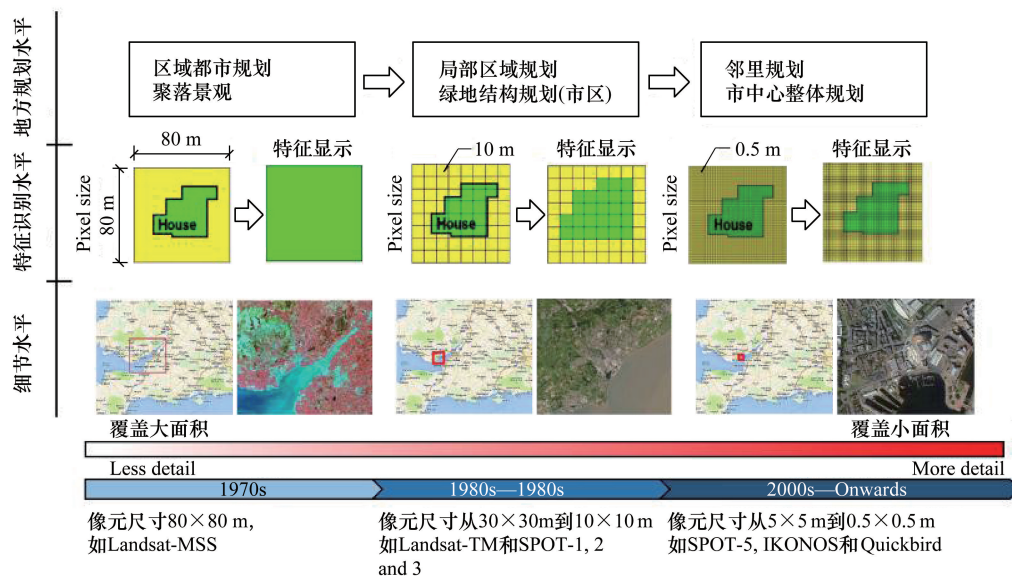 地方规划水平
区域都市规划
聚落景观
局部区域规划
绿地结构规划(市区)
邻里规划
市中心整体规划
特征识别水平
80 m
Pixel size
80 m
House
特征显示
10 m
Pixel size
House
特征显示
0.5 m
Pixel size
House
特征显示
细节水平
覆盖大面积
覆盖小面积
Less detail
More detail
1970s
1980s—1980s
2000s—Onwards
像元尺寸80×80 m,
如Landsat-MSS
像元尺寸从30×30m到10×10 m
如Landsat-TM和SPOT-1, 2
and 3
像元尺寸从5×5 m到0.5×0.5 m
如SPOT-5, IKONOS和Quickbird